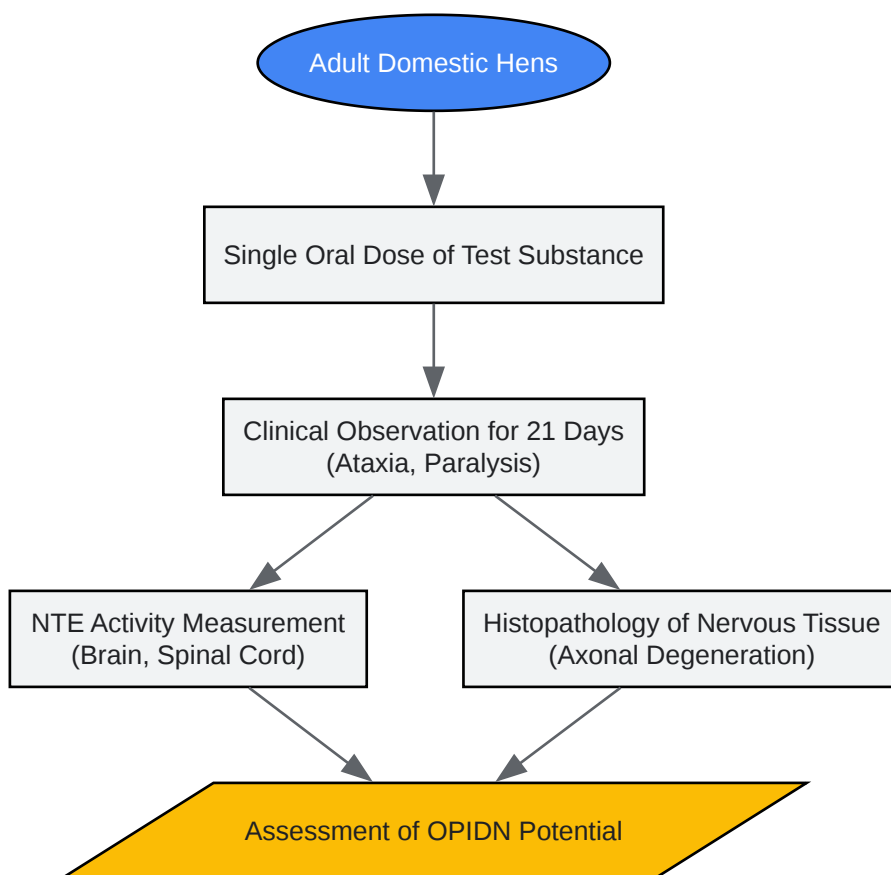 Adult Domestic Hens
Single Oral Dose of Test Substance
Clinical Observation for 21 Days
(Ataxia, Paralysis)
NTE Activity Measurement
(Brain, Spinal Cord)
Histopathology of Nervous Tissue
(Axonal Degeneration)
Assessment of OPIDN Potential